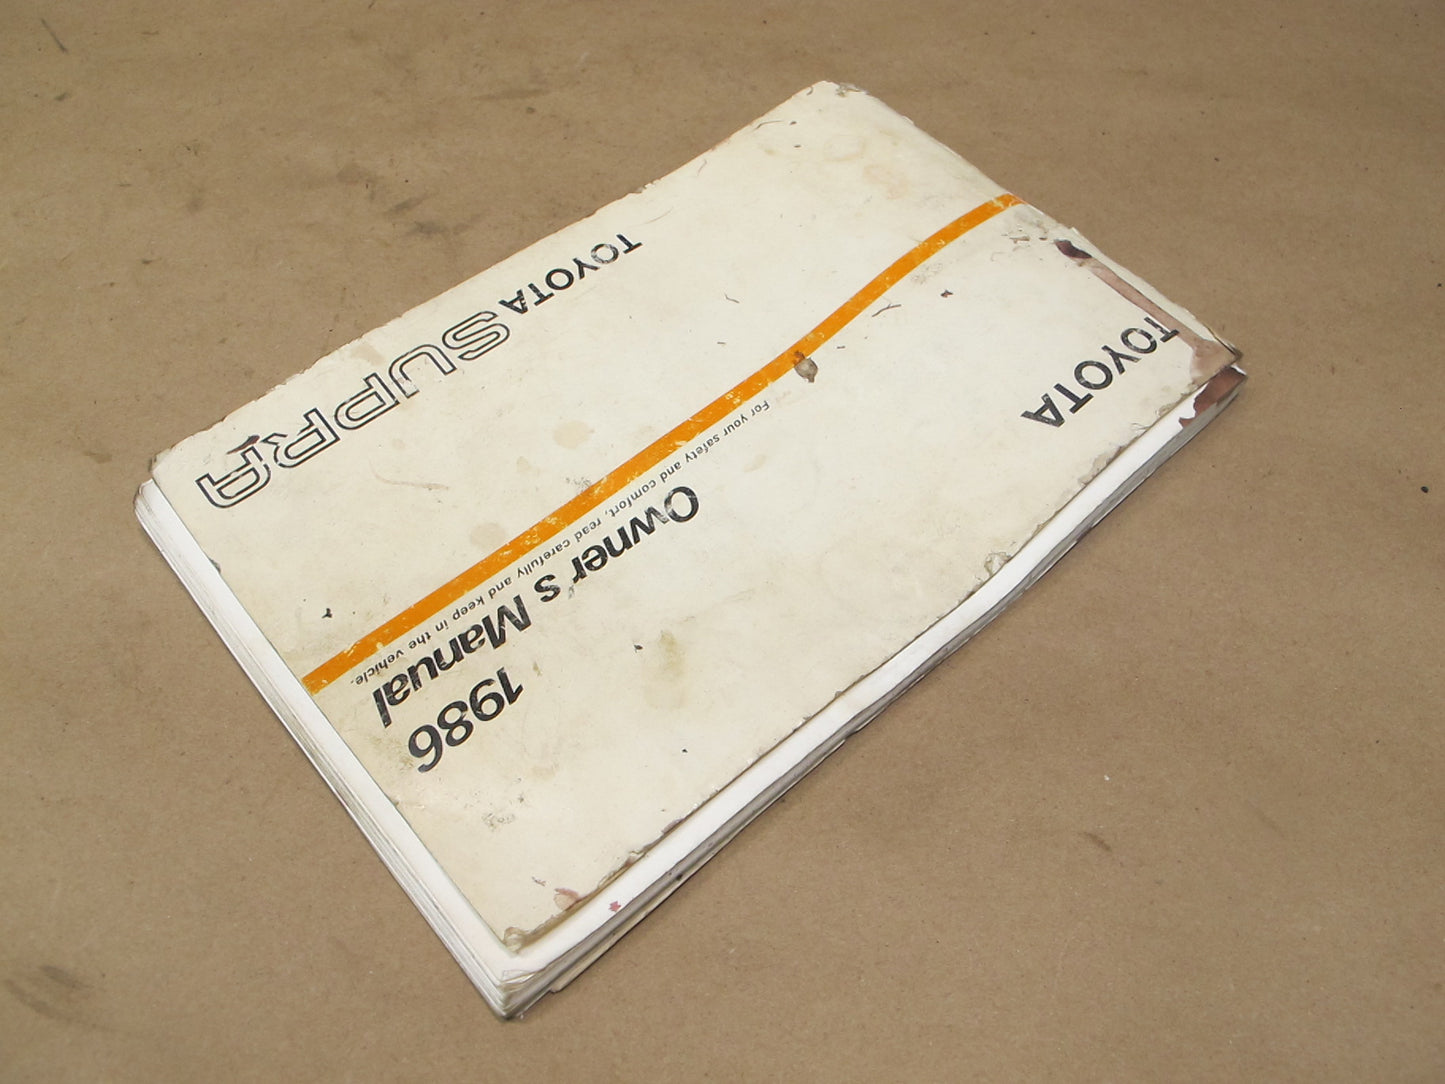 TOYOTA SUPRA
For your safety and comfort, read carefully and keep in the vehicle.
Owner's Manual
1986
TOYOTA